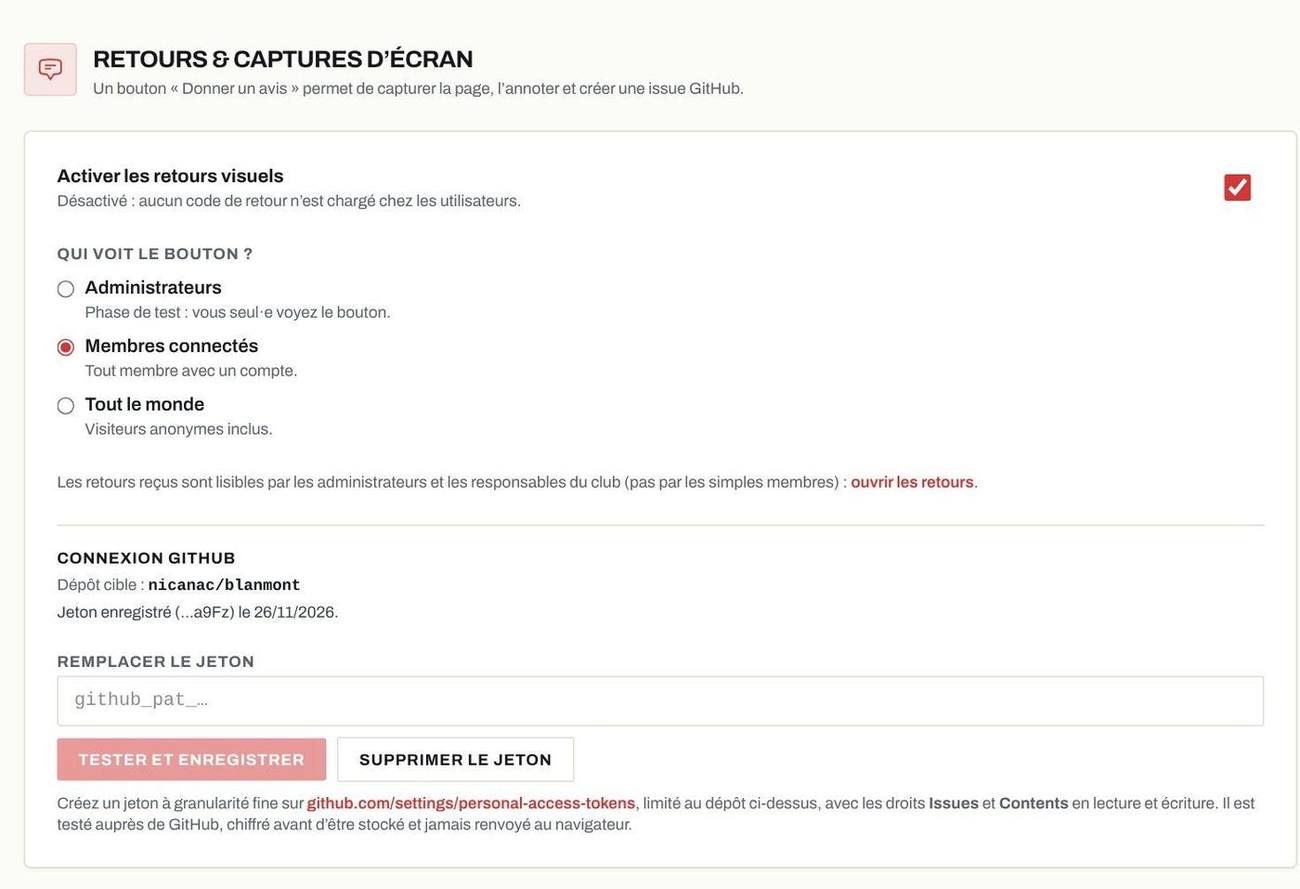 RETOURS & CAPTURES D’ÉCRAN
Un bouton « Donner un avis » permet de capturer la page, l’annoter et créer une issue GitHub.
Activer les retours visuels
Désactivé : aucun code de retour n’est chargé chez les utilisateurs.
QUI VOIT LE BOUTON ?
Administrateurs
Phase de test : vous seul·e voyez le bouton.
Membres connectés
Tout membre avec un compte.
Tout le monde
Visiteurs anonymes inclus.
Les retours reçus sont lisibles par les administrateurs et les responsables du club (pas par les simples membres) : ouvrir les retours.
CONNEXION GITHUB
Dépôt cible : nicanac/blanmont
Jeton enregistré (…a9Fz) le 26/11/2026.
REMPLACER LE JETON
github_pat_…
TESTER ET ENREGISTRER
SUPPRIMER LE JETON
Créez un jeton à granularité fine sur github.com/settings/personal-access-tokens, limité au dépôt ci-dessus, avec les droits Issues et Contents en lecture et écriture. Il est
testé auprès de GitHub, chiffré avant d’être stocké et jamais renvoyé au navigateur.